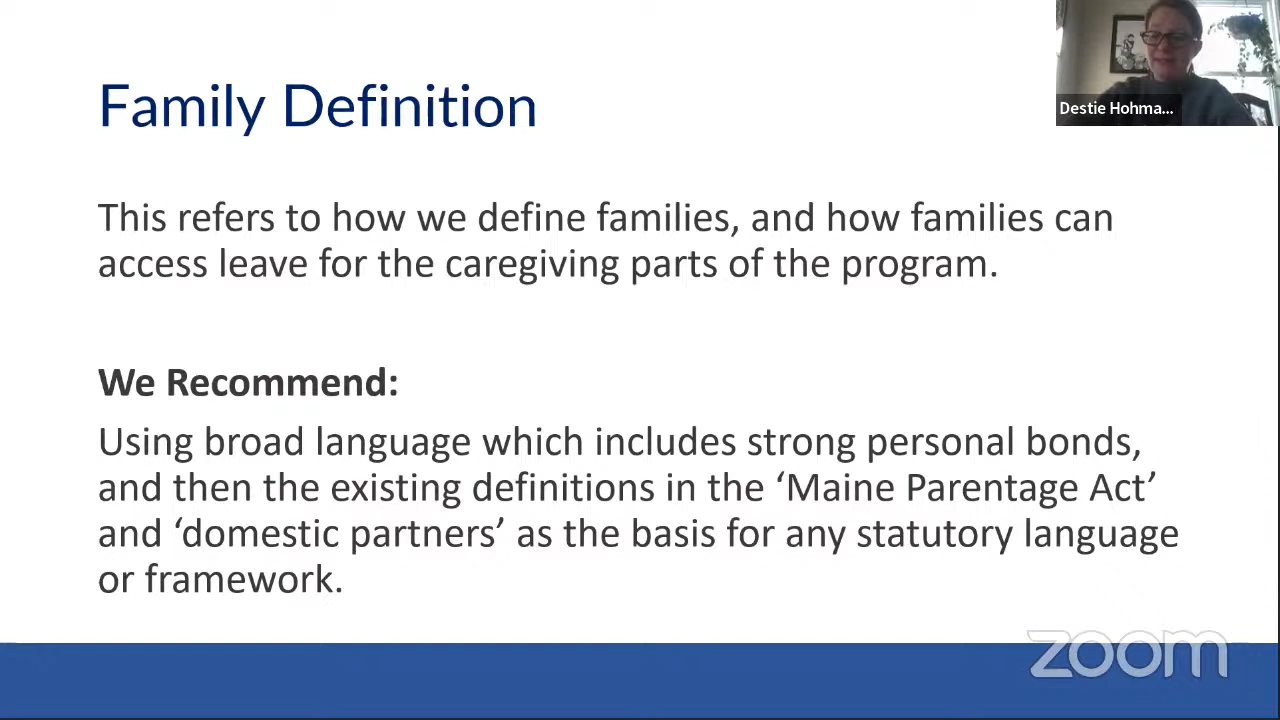 Family Definition
Destie Hohma...
This refers to how we define families, and how families can
access leave for the caregiving parts of the program.
We Recommend:
Using broad language which includes strong personal bonds,
and then the existing definitions in the ‘Maine Parentage Act’
and ‘domestic partners’ as the basis for any statutory language
or framework.
zoom